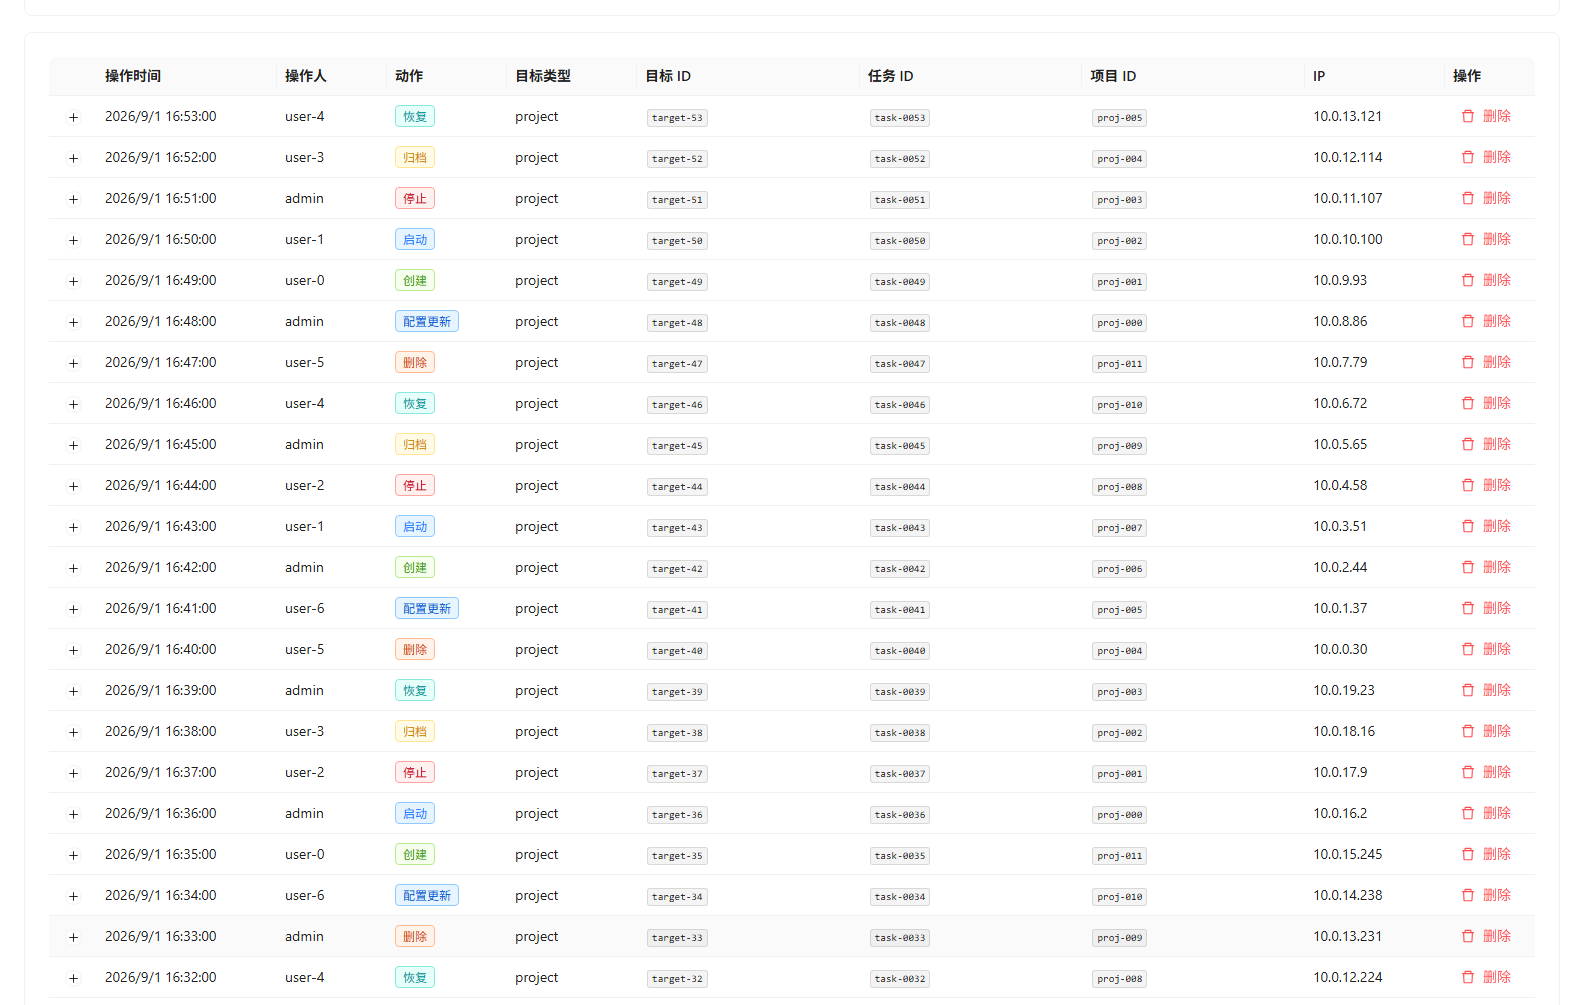 操作时间 操作人 动作 目标类型 目标 ID 任务 ID 项目 ID IP 操作
+ 2026/9/1 16:53:00 user-4 恢复 project target-53 task-0053 proj-005 10.0.13.121 删除
+ 2026/9/1 16:52:00 user-3 归档 project target-52 task-0052 proj-004 10.0.12.114 删除
+ 2026/9/1 16:51:00 admin 停止 project target-51 task-0051 proj-003 10.0.11.107 删除
+ 2026/9/1 16:50:00 user-1 启动 project target-50 task-0050 proj-002 10.0.10.100 删除
+ 2026/9/1 16:49:00 user-0 创建 project target-49 task-0049 proj-001 10.0.9.93 删除
+ 2026/9/1 16:48:00 admin 配置更新 project target-48 task-0048 proj-000 10.0.8.86 删除
+ 2026/9/1 16:47:00 user-5 删除 project target-47 task-0047 proj-011 10.0.7.79 删除
+ 2026/9/1 16:46:00 user-4 恢复 project target-46 task-0046 proj-010 10.0.6.72 删除
+ 2026/9/1 16:45:00 admin 归档 project target-45 task-0045 proj-009 10.0.5.65 删除
+ 2026/9/1 16:44:00 user-2 停止 project target-44 task-0044 proj-008 10.0.4.58 删除
+ 2026/9/1 16:43:00 user-1 启动 project target-43 task-0043 proj-007 10.0.3.51 删除
+ 2026/9/1 16:42:00 admin 创建 project target-42 task-0042 proj-006 10.0.2.44 删除
+ 2026/9/1 16:41:00 user-6 配置更新 project target-41 task-0041 proj-005 10.0.1.37 删除
+ 2026/9/1 16:40:00 user-5 删除 project target-40 task-0040 proj-004 10.0.0.30 删除
+ 2026/9/1 16:39:00 admin 恢复 project target-39 task-0039 proj-003 10.0.19.23 删除
+ 2026/9/1 16:38:00 user-3 归档 project target-38 task-0038 proj-002 10.0.18.16 删除
+ 2026/9/1 16:37:00 user-2 停止 project target-37 task-0037 proj-001 10.0.17.9 删除
+ 2026/9/1 16:36:00 admin 启动 project target-36 task-0036 proj-000 10.0.16.2 删除
+ 2026/9/1 16:35:00 user-0 创建 project target-35 task-0035 proj-011 10.0.15.245 删除
+ 2026/9/1 16:34:00 user-6 配置更新 project target-34 task-0034 proj-010 10.0.14.238 删除
+ 2026/9/1 16:33:00 admin 删除 project target-33 task-0033 proj-009 10.0.13.231 删除
+ 2026/9/1 16:32:00 user-4 恢复 project target-32 task-0032 proj-008 10.0.12.224 删除